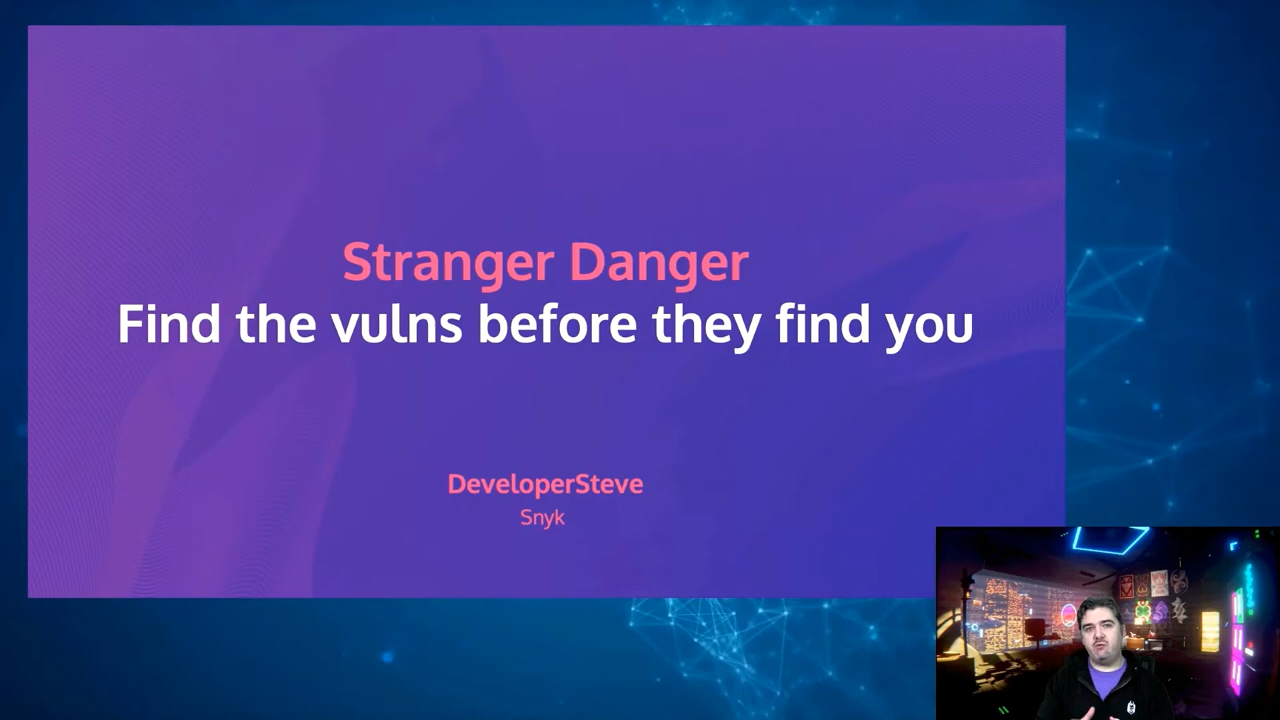 Stranger Danger
Find the vulns before they find you
DeveloperSteve
Snyk